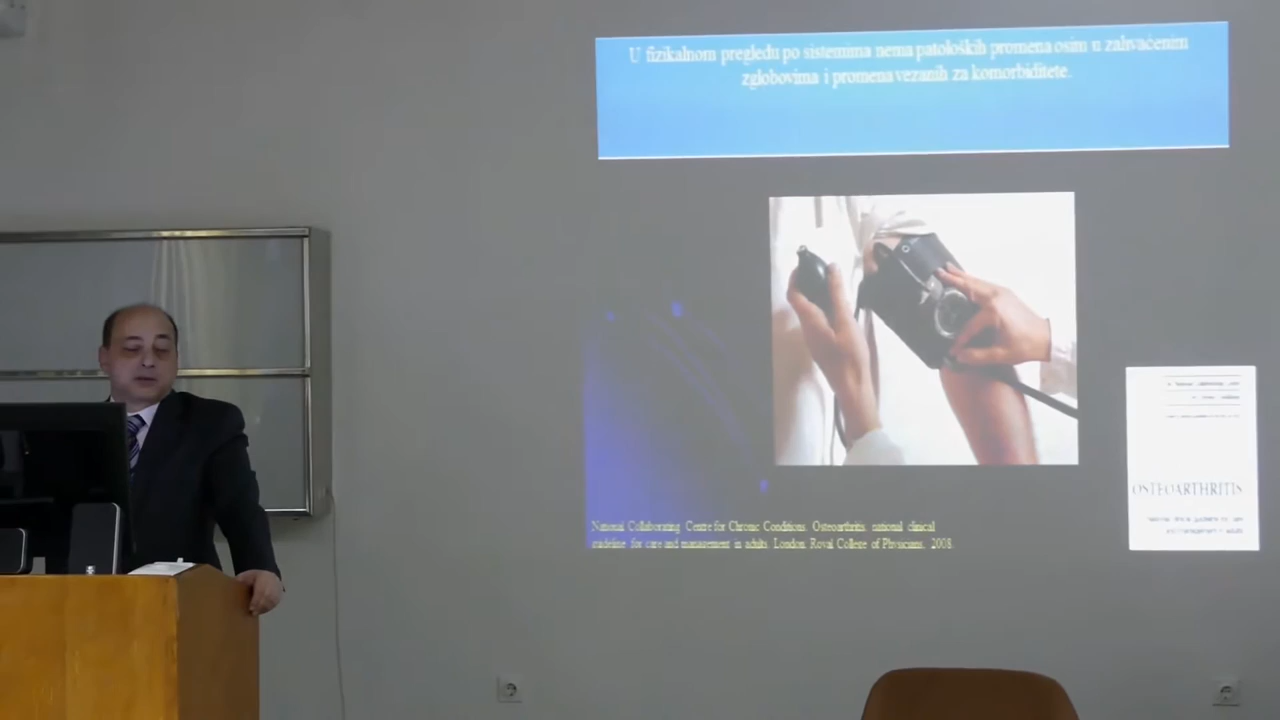 U fizikalnom pregledu po sistemima nema patoloških promena osim u zahvaćenim
zglobovima i promena vezanih za komorbiditete.
OSTEOARTHRITIS
National Collaborating Centre for Chronic Conditions. Osteoarthritis: national clinical
guideline for care and management in adults. London: Royal College of Physicians, 2008.